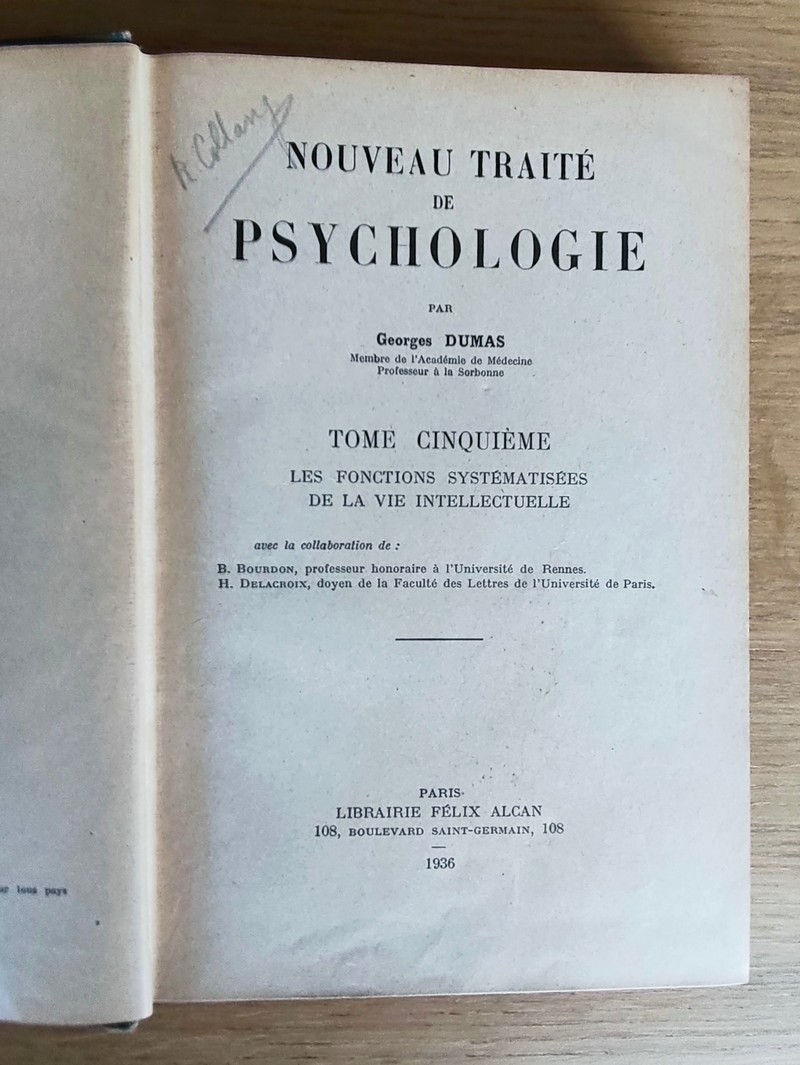 NOUVEAU TRAITÉ
DE
PSYCHOLOGIE
PAR
Georges DUMAS
Membre de l'Académie de Médecine
Professeur à la Sorbonne
TOME CINQUIÈME
LES FONCTIONS SYSTÉMATISÉES
DE LA VIE INTELLECTUELLE
avec la collaboration de :
B. BOURDON, professeur honoraire à l'Université de Rennes.
H. DELACROIX, doyen de la Faculté des Lettres de l'Université de Paris.
PARIS
LIBRAIRIE FÉLIX ALCAN
108, BOULEVARD SAINT-GERMAIN, 108
1936
tous pays